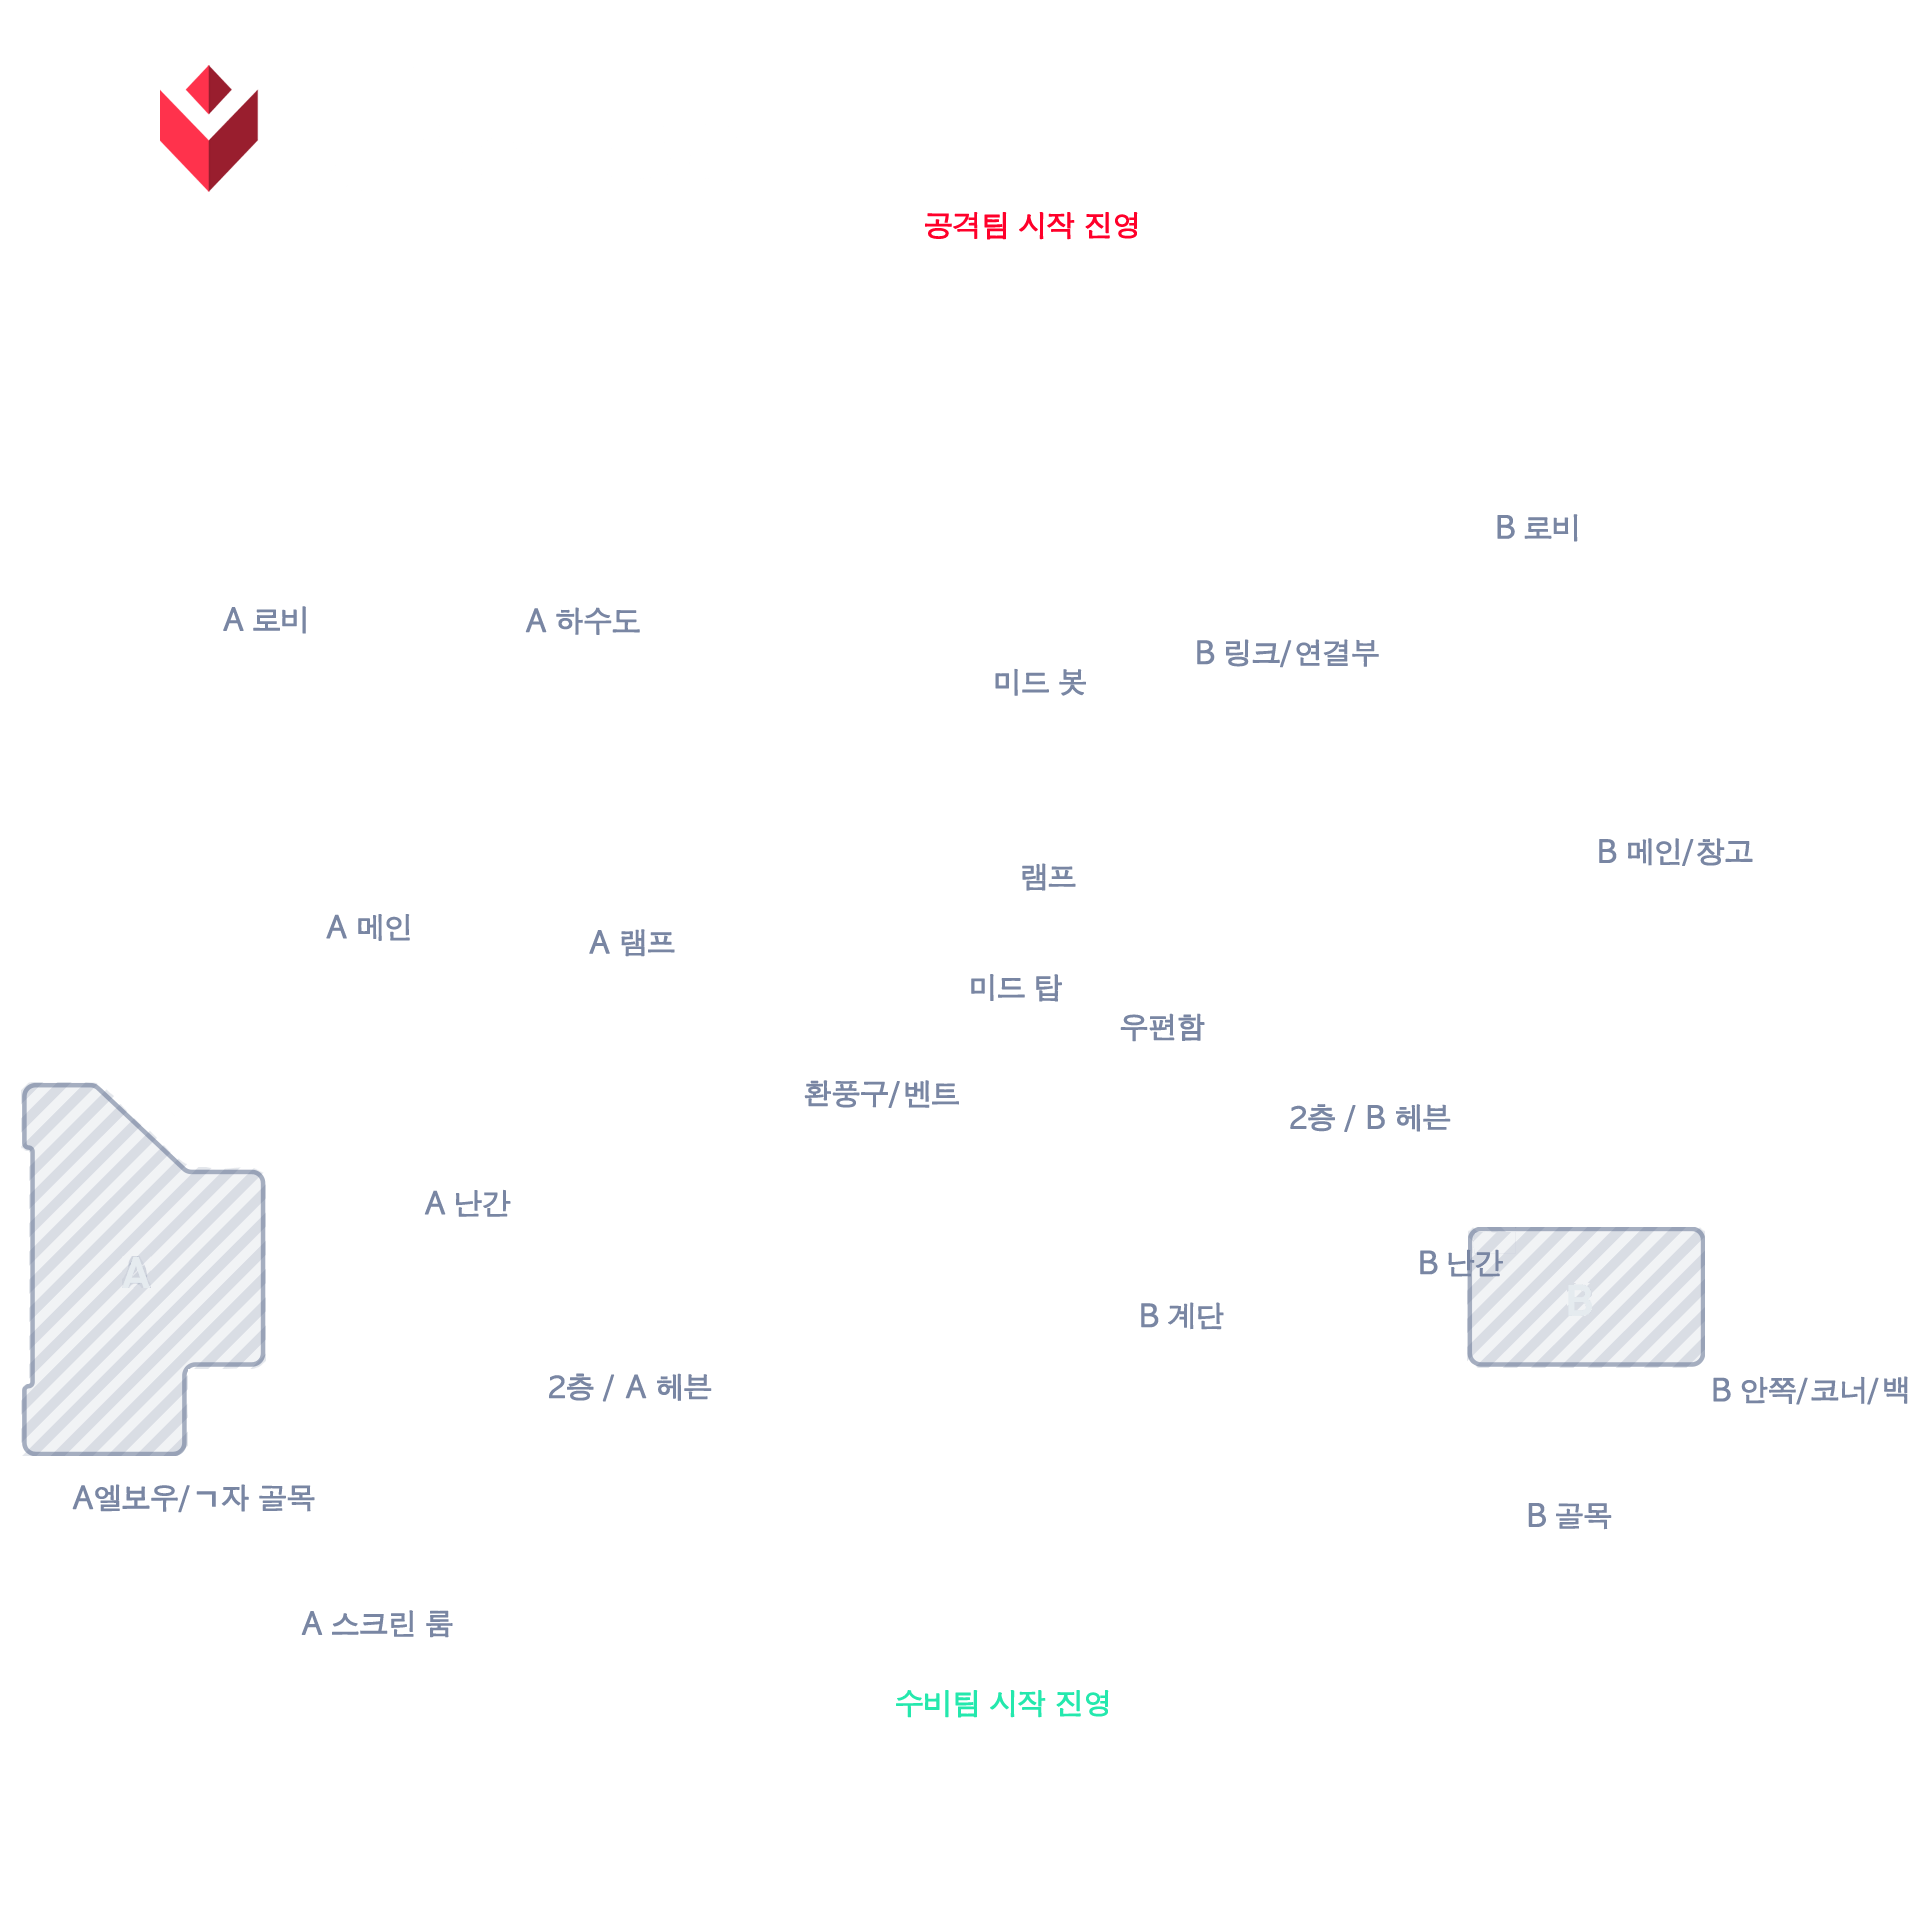 공격팀 시작 진영
B 로비
A 로비
A 하수도
B 링크/연결부
미드 봇
B 메인/창고
램프
A 메인
A 램프
미드 탑
우편함
환풍구/벤트
2층 / B 헤븐
A 난간
B 난간
A
B
B 계단
2층 / A 헤븐
B 안쪽/코너/백
A엘보우/ㄱ자 골목
B 골목
A 스크린 룸
수비팀 시작 진영